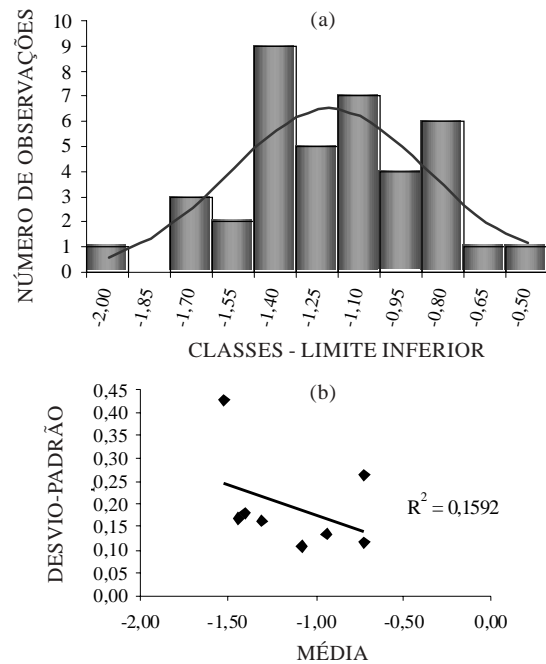 (a)
NÚMERO DE OBSERVAÇÕES
10
9
8
7
6
5
4
3
2
1
0
-2,00 -1,85 -1,70 -1,55 -1,40 -1,25 -1,10 -0,95 -0,80 -0,65 -0,50
CLASSES - LIMITE INFERIOR
(b)
DESVIO-PADRÃO
0,45
0,40
0,35
0,30
0,25
0,20
0,15
0,10
0,05
0,00
R² = 0,1592
-2,00 -1,50 -1,00 -0,50 0,00
MÉDIA